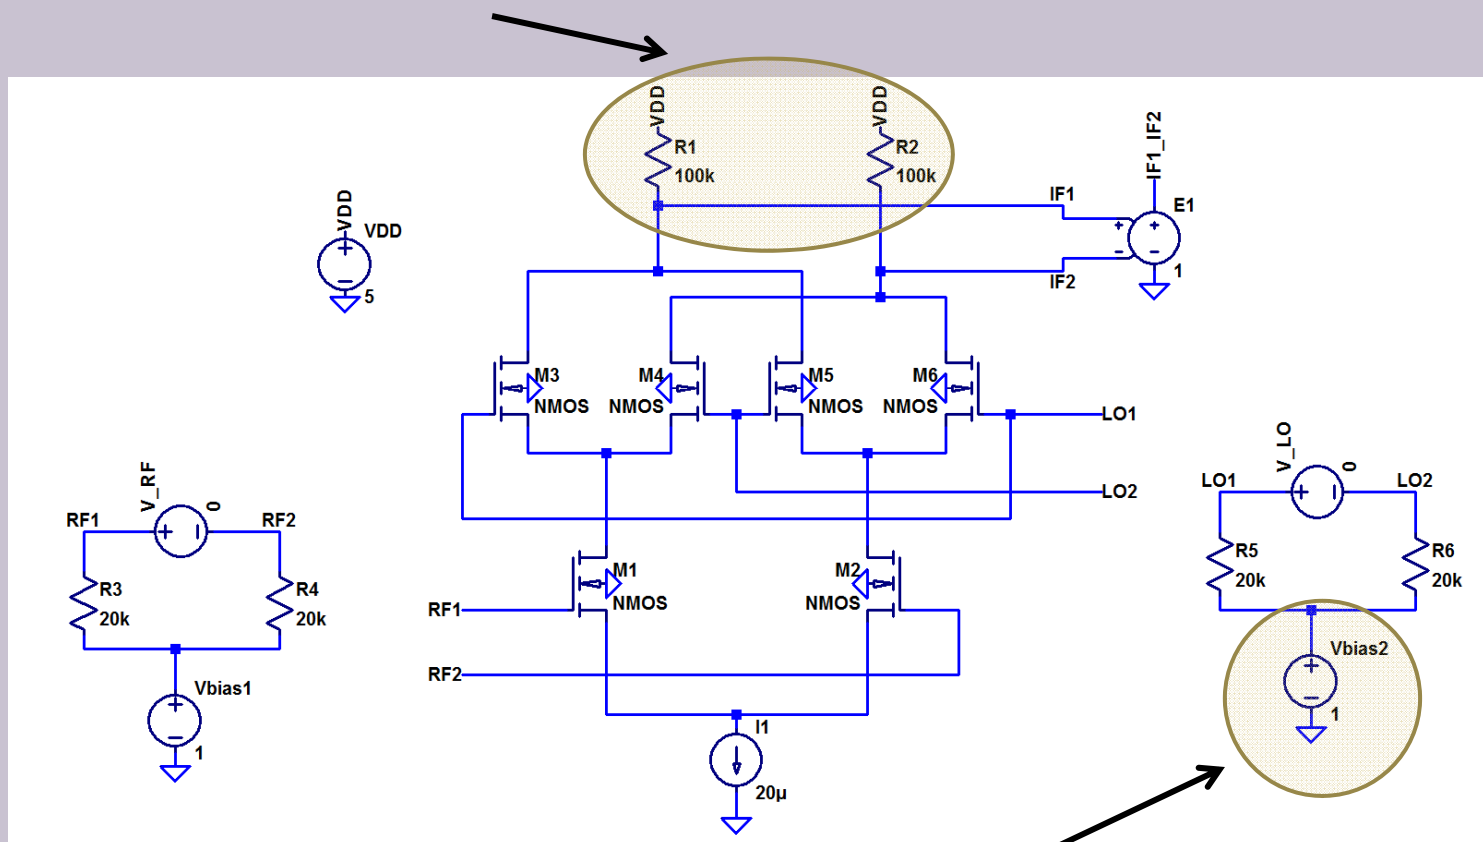 VDD
VDD
R1
100k
R2
100k
IF1_IF2
IF1
E1
+
+
-
-
IF2
1
VDD
VDD
+
-
5
M3
NMOS
M4
NMOS
M5
NMOS
M6
NMOS
LO1
LO2
V_RF
0
RF1
RF2
+
-
R3
20k
R4
20k
Vbias1
+
-
1
M1
NMOS
M2
NMOS
RF1
RF2
I1
20µ
V_LO
0
LO1
LO2
+
-
R5
20k
R6
20k
Vbias2
+
-
1